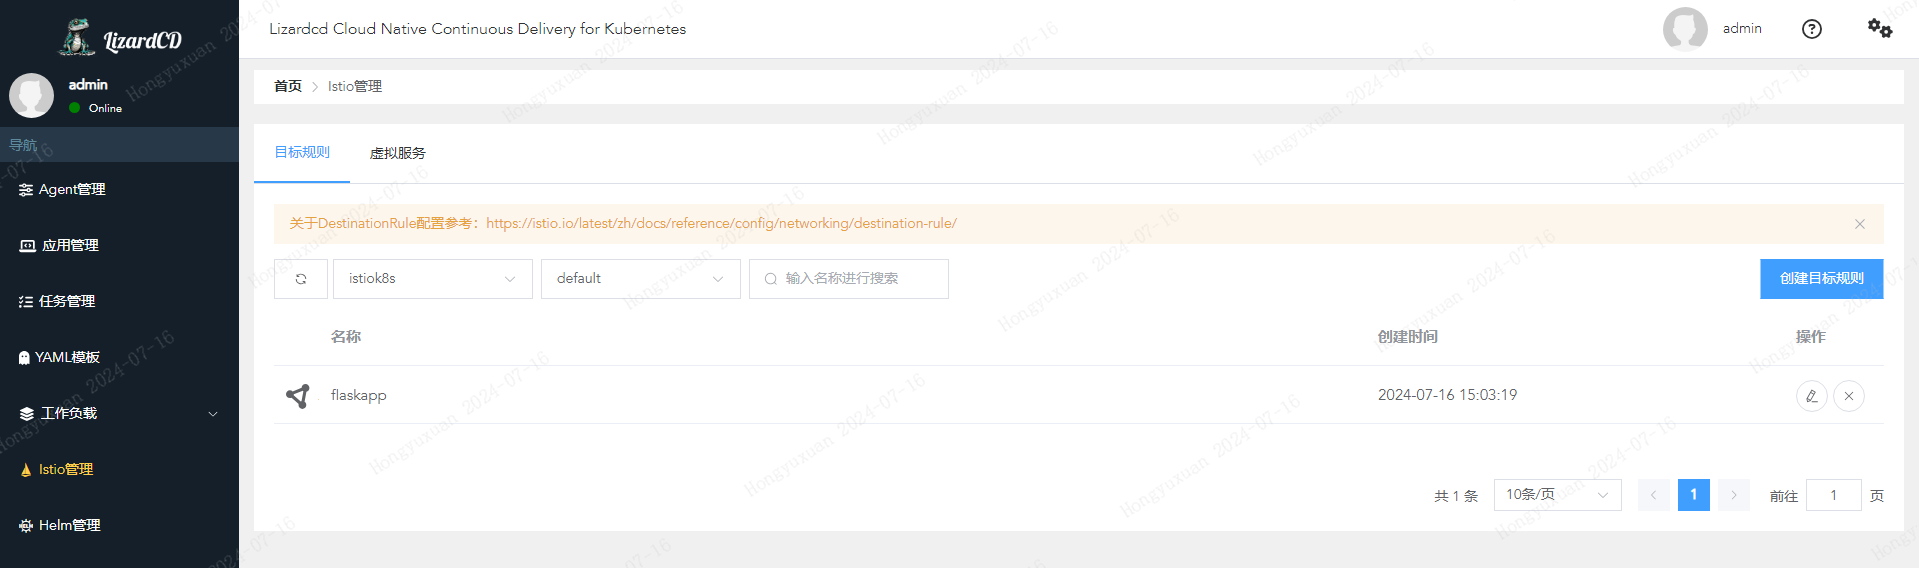 LizardCD
Lizardcd Cloud Native Continuous Delivery for Kubernetes
admin
admin
Online
首页 > Istio管理
导航
目标规则 虚拟服务
Agent管理
应用管理
任务管理
YAML模板
工作负载
Istio管理
Helm管理
关于DestinationRule配置参考：https://istio.io/latest/zh/docs/reference/config/networking/destination-rule/
istiok8s default 输入名称进行搜索 创建目标规则
名称 创建时间 操作
flaskapp 2024-07-16 15:03:19
共 1 条 10条/页 1 前往 1 页
Hongyuxuan 2024-07-16